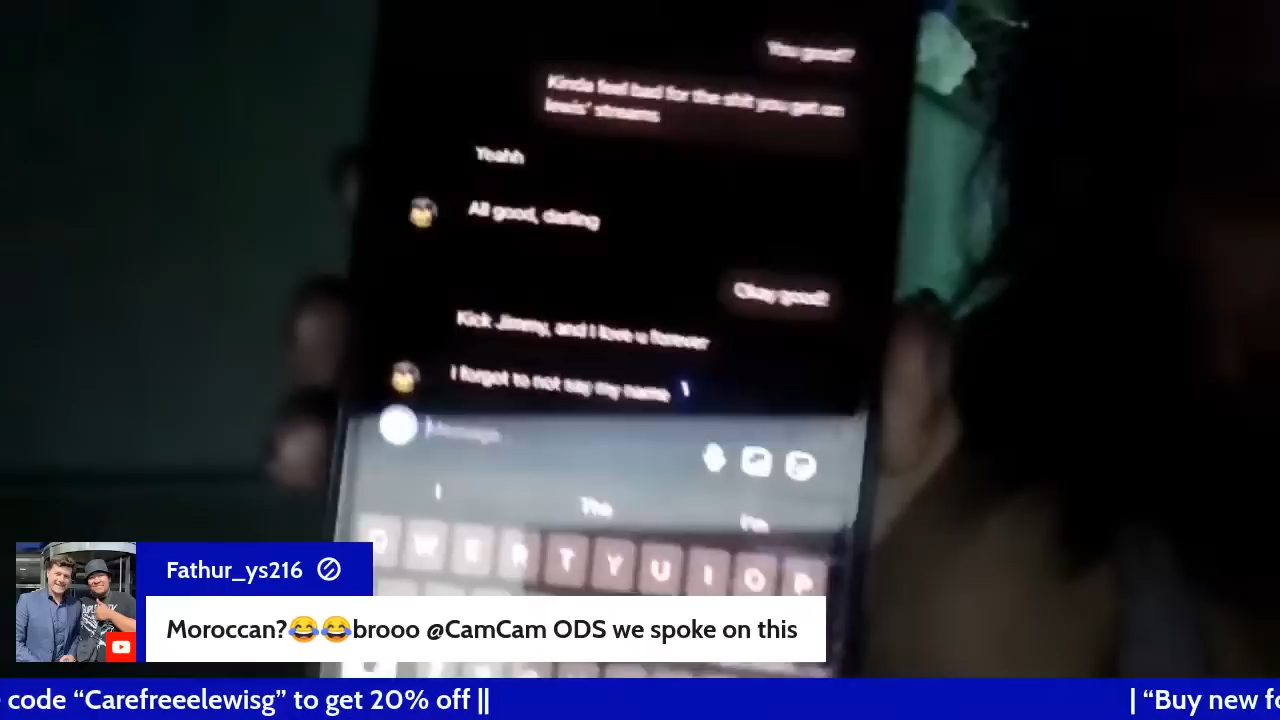 You good?
Kinda feel bad for the shit you get on
lewis' streams
Yeahh
All good, darling
Okay good!
Kick Jimmy, and I love u forever
I forgot to not say my name
Message
I
The
I'm
Q W E R T Y U I O P
Fathur_ys216
Moroccan?😂😂brooo @CamCam ODS we spoke on this
code “Carefreeelewisg” to get 20% off || | “Buy new fo